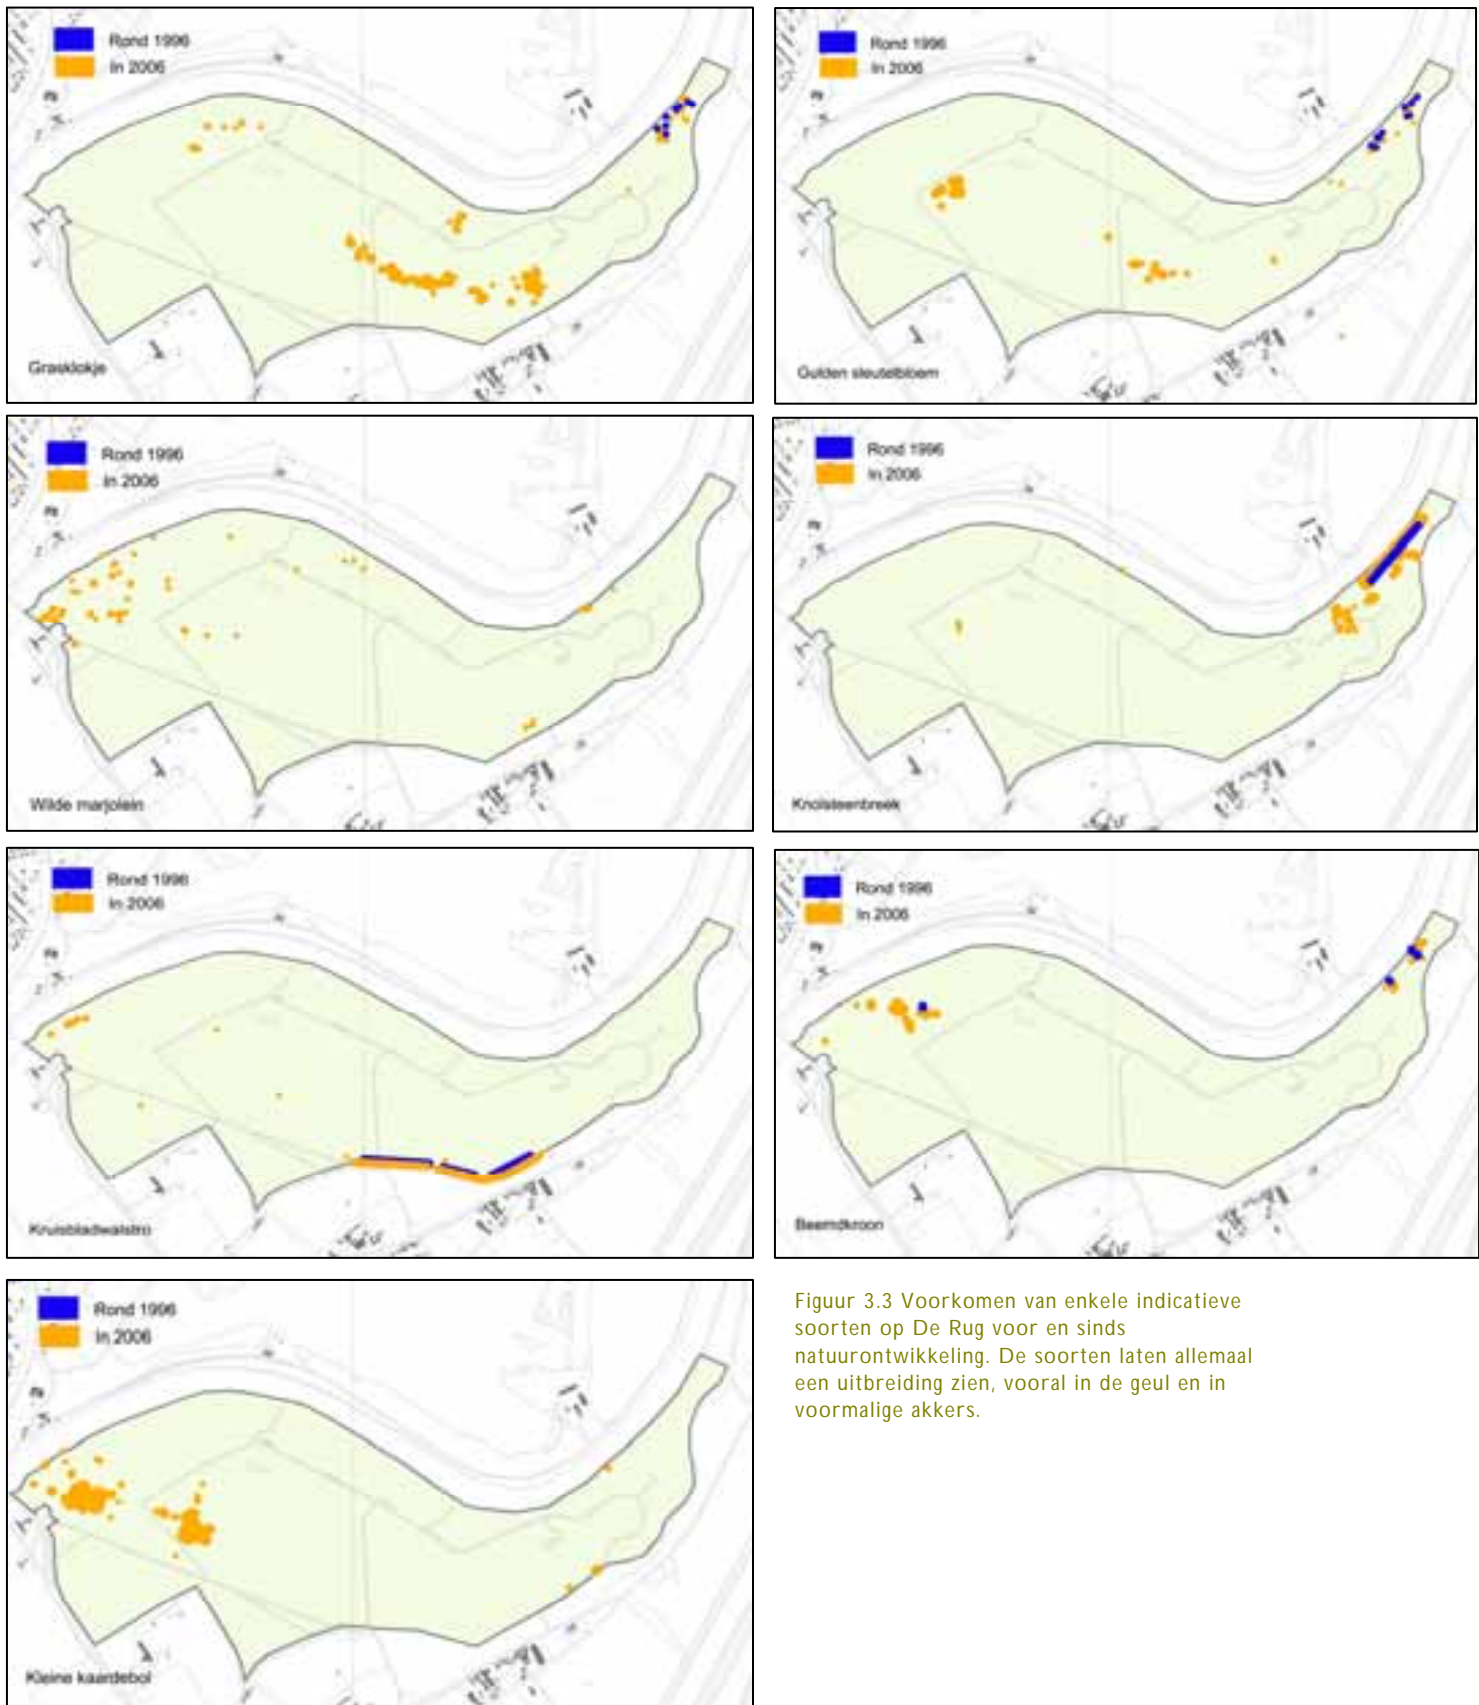 Rond 1996
In 2006
Grasklokje
Rond 1996
In 2006
Gulden sleutelbloem
Rond 1996
In 2006
Wilde marjolein
Rond 1996
In 2006
Knolsteenbreek
Rond 1996
In 2006
Kruisbladwalstro
Rond 1996
In 2006
Beemdkroon
Rond 1996
In 2006
Kleine kaardebol
Figuur 3.3 Voorkomen van enkele indicatieve
soorten op De Rug voor en sinds
natuurontwikkeling. De soorten laten allemaal
een uitbreiding zien, vooral in de geul en in
voormalige akkers.